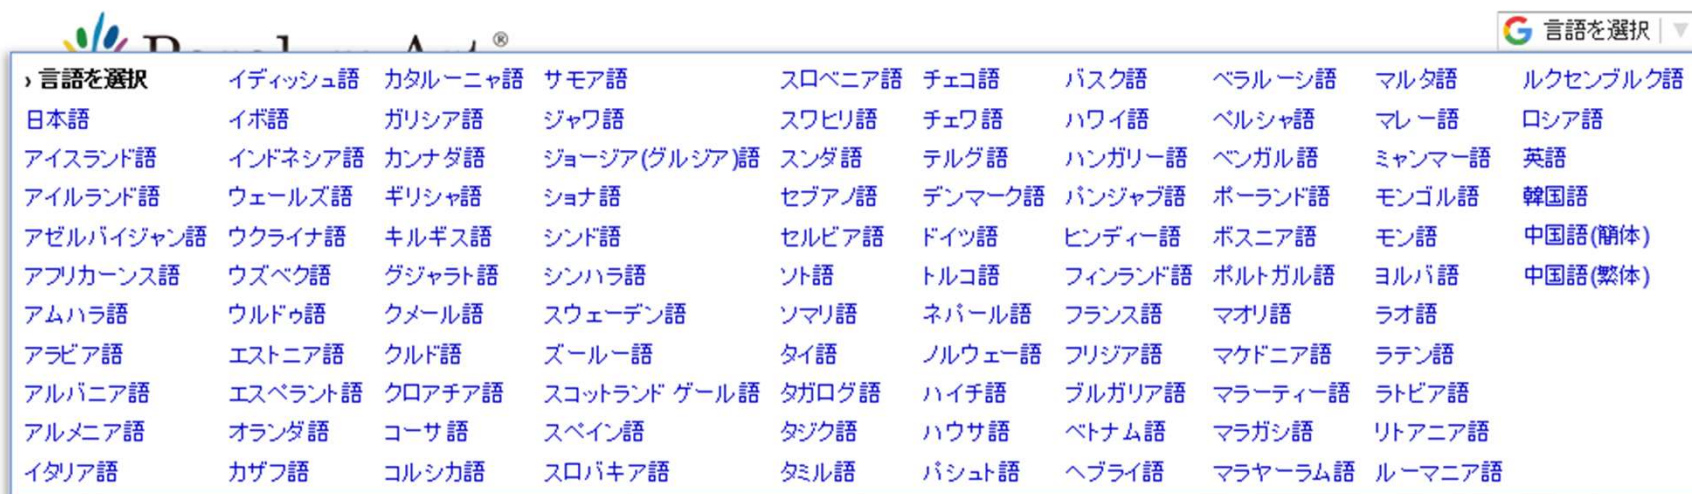 ®
言語を選択
› 言語を選択 イディッシュ語 カタルーニャ語 サモア語 スロベニア語 チェコ語 バスク語 ベラルーシ語 マルタ語 ルクセンブルク語
日本語 イボ語 ガリシア語 ジャワ語 スワヒリ語 チェワ語 ハワイ語 ペルシャ語 マレー語 ロシア語
アイスランド語 インドネシア語 カンナダ語 ジョージア(グルジア)語 スンダ語 テルグ語 ハンガリー語 ベンガル語 ミャンマー語 英語
アイルランド語 ウェールズ語 ギリシャ語 ショナ語 セブアノ語 デンマーク語 パンジャブ語 ポーランド語 モンゴル語 韓国語
アゼルバイジャン語 ウクライナ語 キルギス語 シンド語 セルビア語 ドイツ語 ヒンディー語 ボスニア語 モン語 中国語(簡体)
アフリカーンス語 ウズベク語 グジャラト語 シンハラ語 ソト語 トルコ語 フィンランド語 ポルトガル語 ヨルバ語 中国語(繁体)
アムハラ語 ウルドゥ語 クメール語 スウェーデン語 ソマリ語 ネパール語 フランス語 マオリ語 ラオ語
アラビア語 エストニア語 クルド語 ズールー語 タイ語 ノルウェー語 フリジア語 マケドニア語 ラテン語
アルバニア語 エスペラント語 クロアチア語 スコットランド ゲール語 タガログ語 ハイチ語 ブルガリア語 マラーティー語 ラトビア語
アルメニア語 オランダ語 コーサ語 スペイン語 タジク語 ハウサ語 ベトナム語 マラガシ語 リトアニア語
イタリア語 カザフ語 コルシカ語 スロバキア語 タミル語 パシュト語 ヘブライ語 マラヤーラム語 ルーマニア語